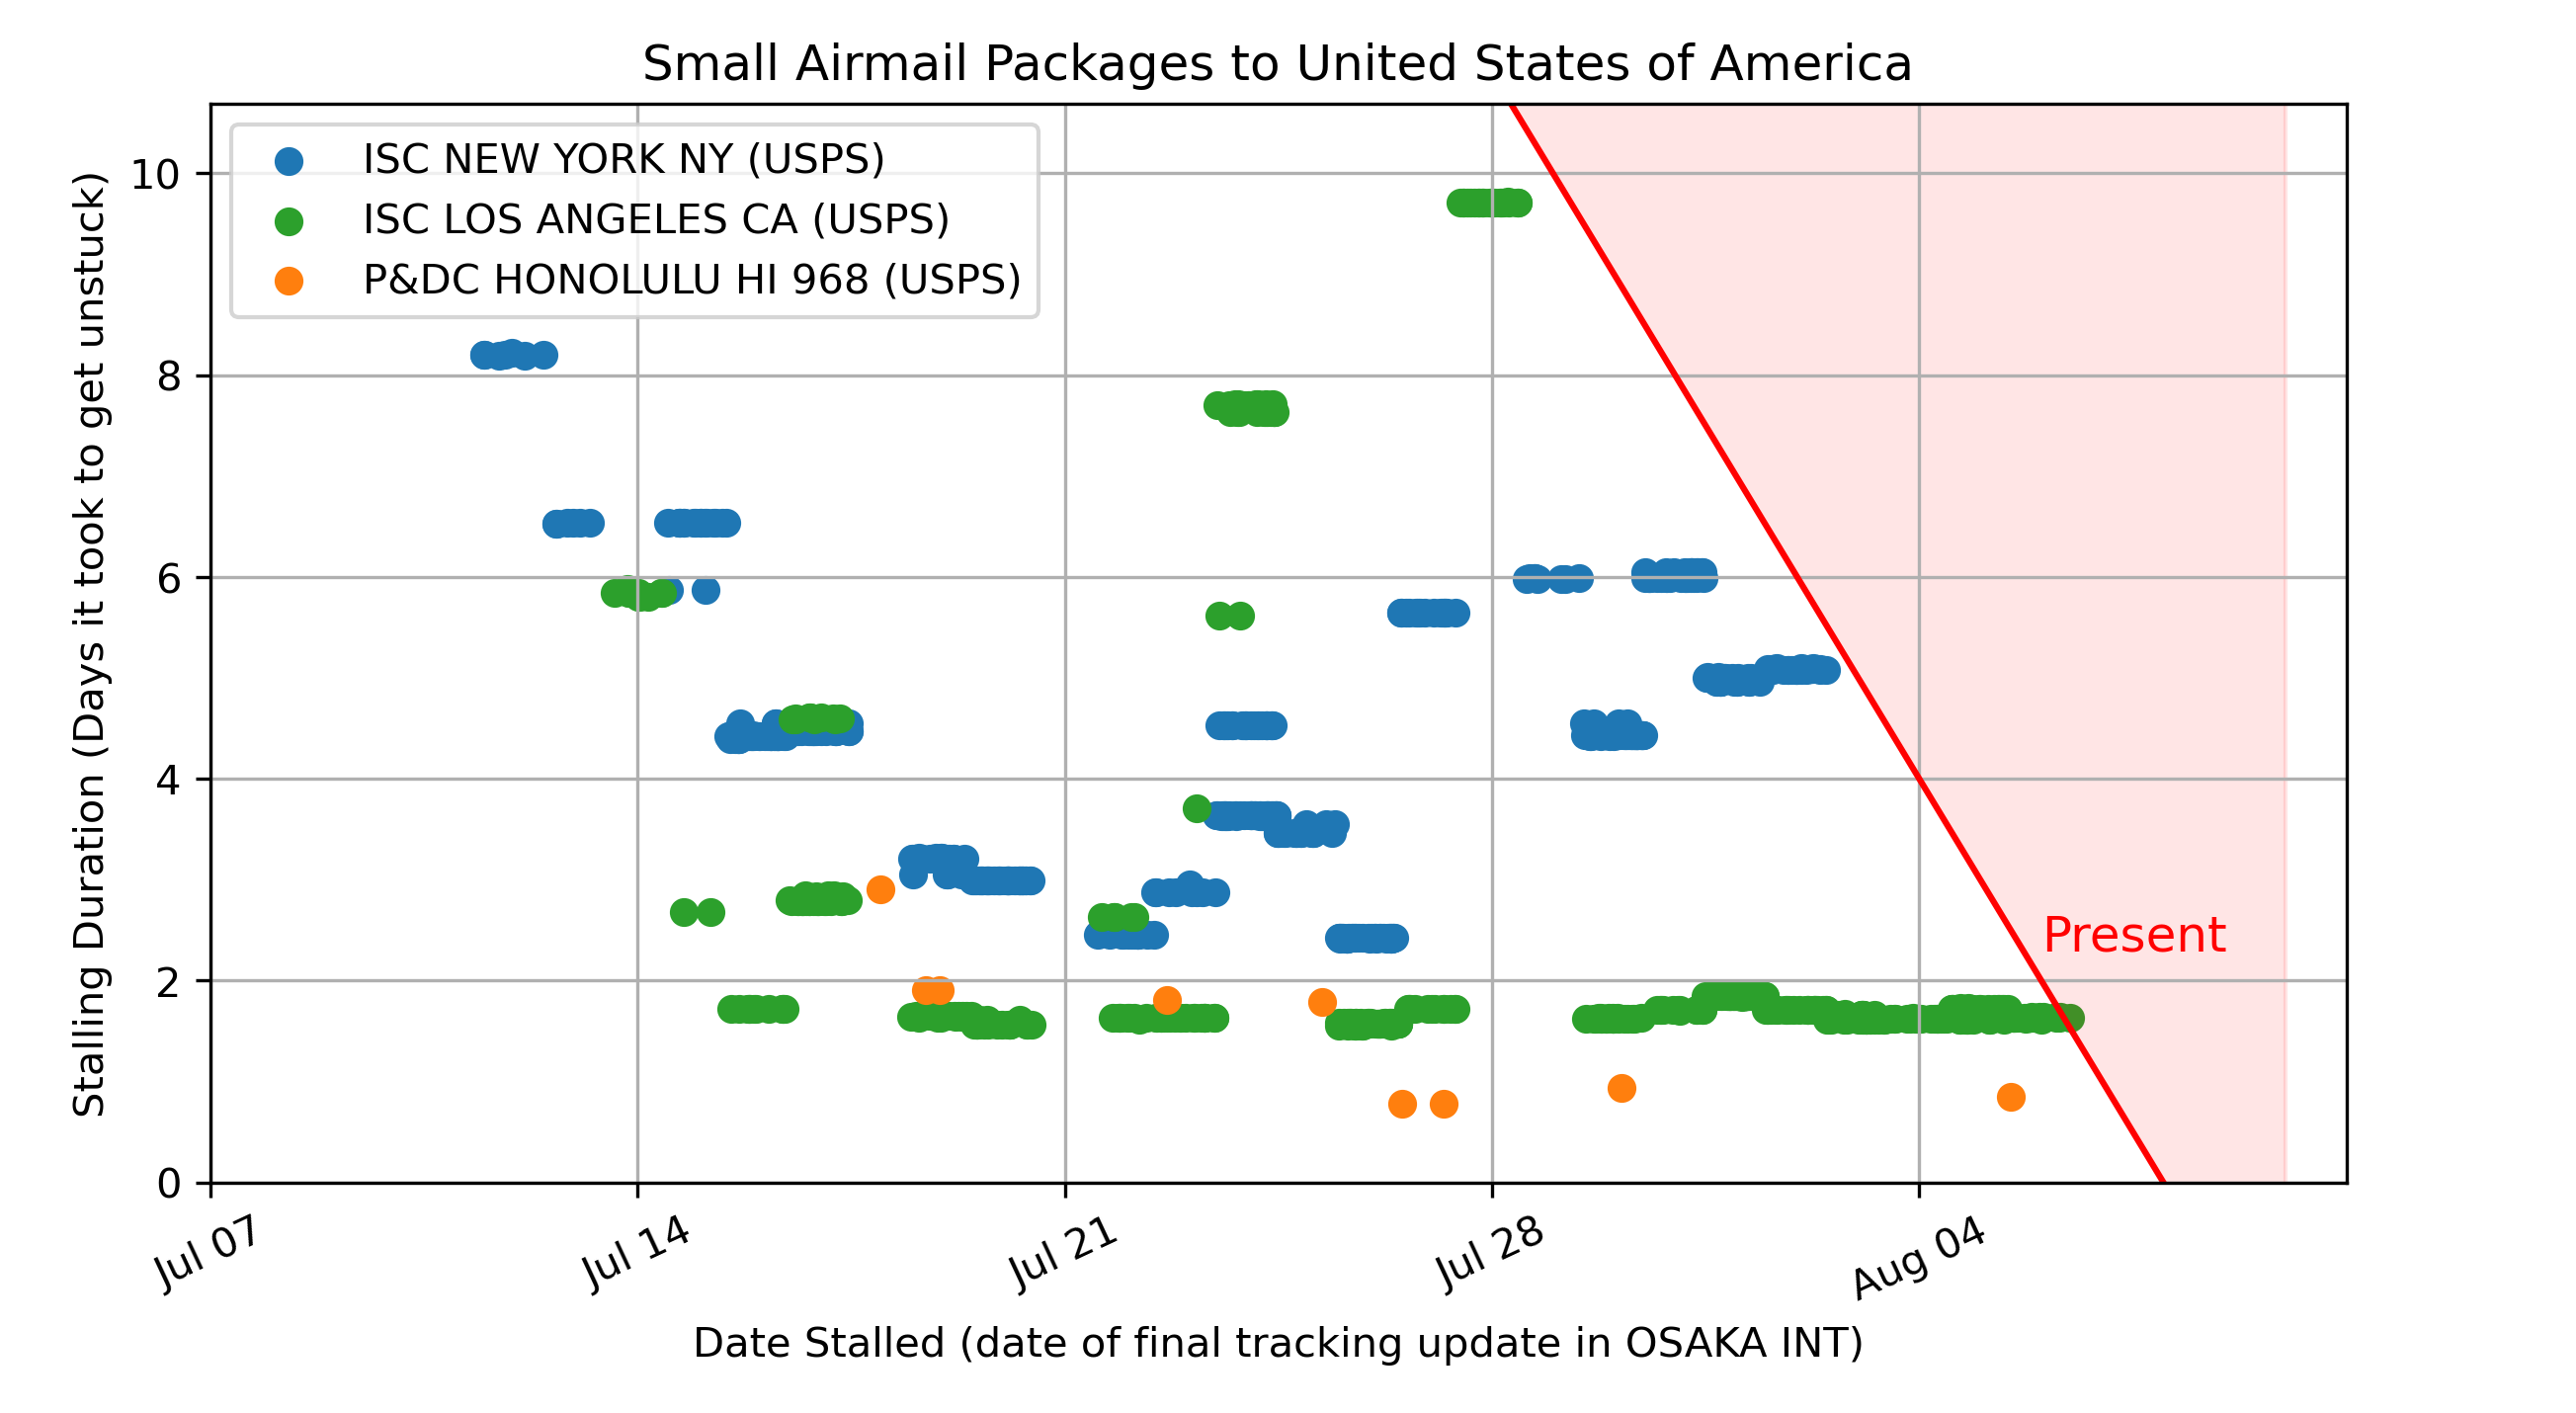 Small Airmail Packages to United States of America
ISC NEW YORK NY (USPS)
ISC LOS ANGELES CA (USPS)
P&DC HONOLULU HI 968 (USPS)
Stalling Duration (Days it took to get unstuck)
10
8
6
4
2
0
Present
Jul 07
Jul 14
Jul 21
Jul 28
Aug 04
Date Stalled (date of final tracking update in OSAKA INT)